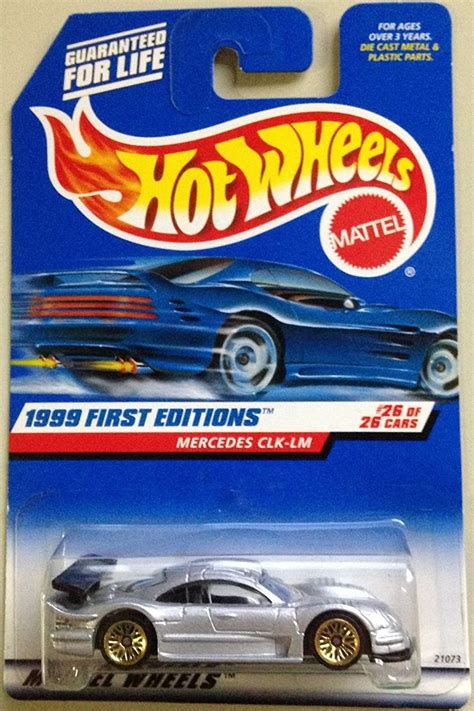 GUARANTEED
FOR LIFE
FOR AGES
OVER 3 YEARS.
DIE CAST METAL &
PLASTIC PARTS.
HOT WHEELS
MATTEL
®
1999 FIRST EDITIONS™
#26 OF
26 CARS
MERCEDES CLK-LM
21073
WHEELS™